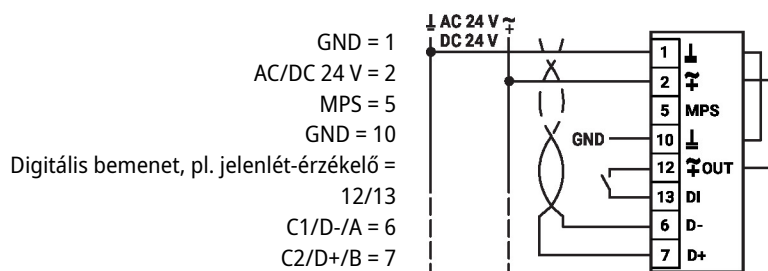 GND = 1
AC/DC 24 V = 2
MPS = 5
GND = 10
Digitális bemenet, pl. jelenlét-érzékelő =
12/13
C1/D-/A = 6
C2/D+/B = 7
⊥ AC 24 V ~
DC 24 V +
1 ⊥
2 ~+
5 MPS
GND 10 ⊥
12 ~+ OUT
13 DI
6 D-
7 D+